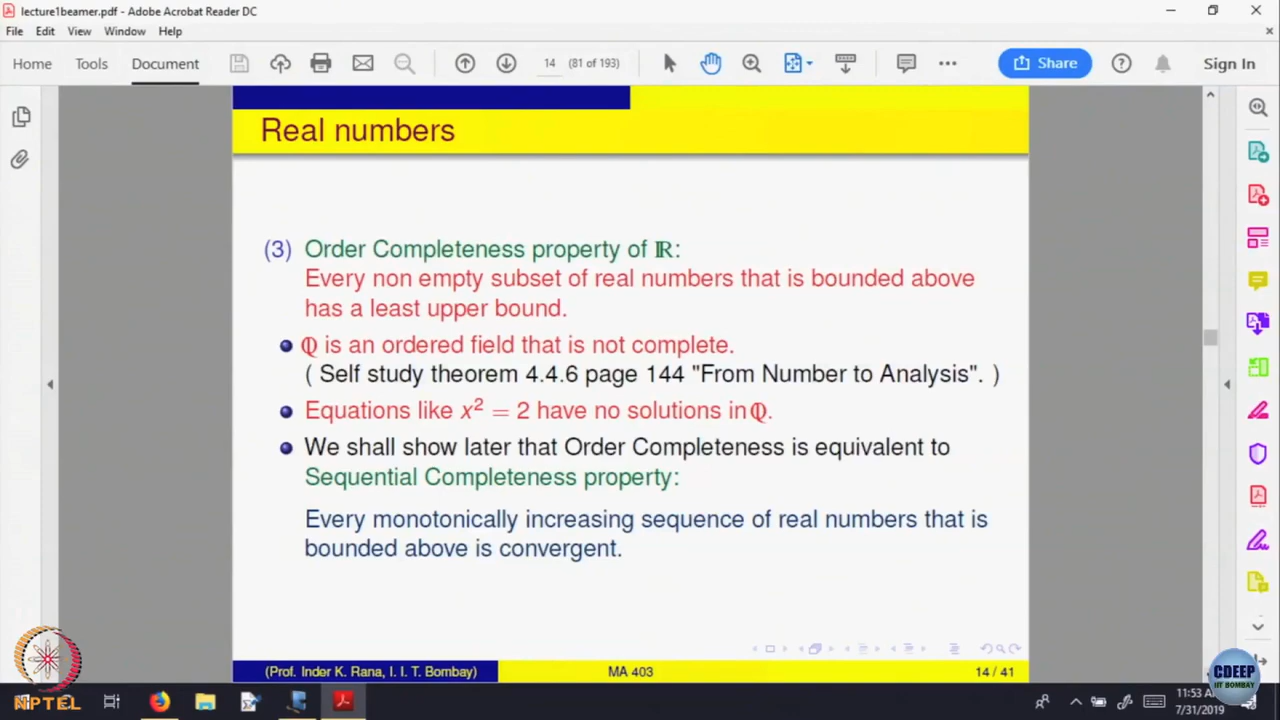 lecture1beamer.pdf - Adobe Acrobat Reader DC
File Edit View Window Help
Home Tools Document 14 (81 of 193) Share Sign In
Real numbers
(3) Order Completeness property of ℝ:
Every non empty subset of real numbers that is bounded above
has a least upper bound.
ℚ is an ordered field that is not complete.
( Self study theorem 4.4.6 page 144 "From Number to Analysis". )
Equations like x² = 2 have no solutions in ℚ.
We shall show later that Order Completeness is equivalent to
Sequential Completeness property:
Every monotonically increasing sequence of real numbers that is
bounded above is convergent.
(Prof. Inder K. Rana, I. I. T. Bombay) MA 403 14 / 41
NPTEL
CDEEP
IIT BOMBAY
11:53
7/31/2019